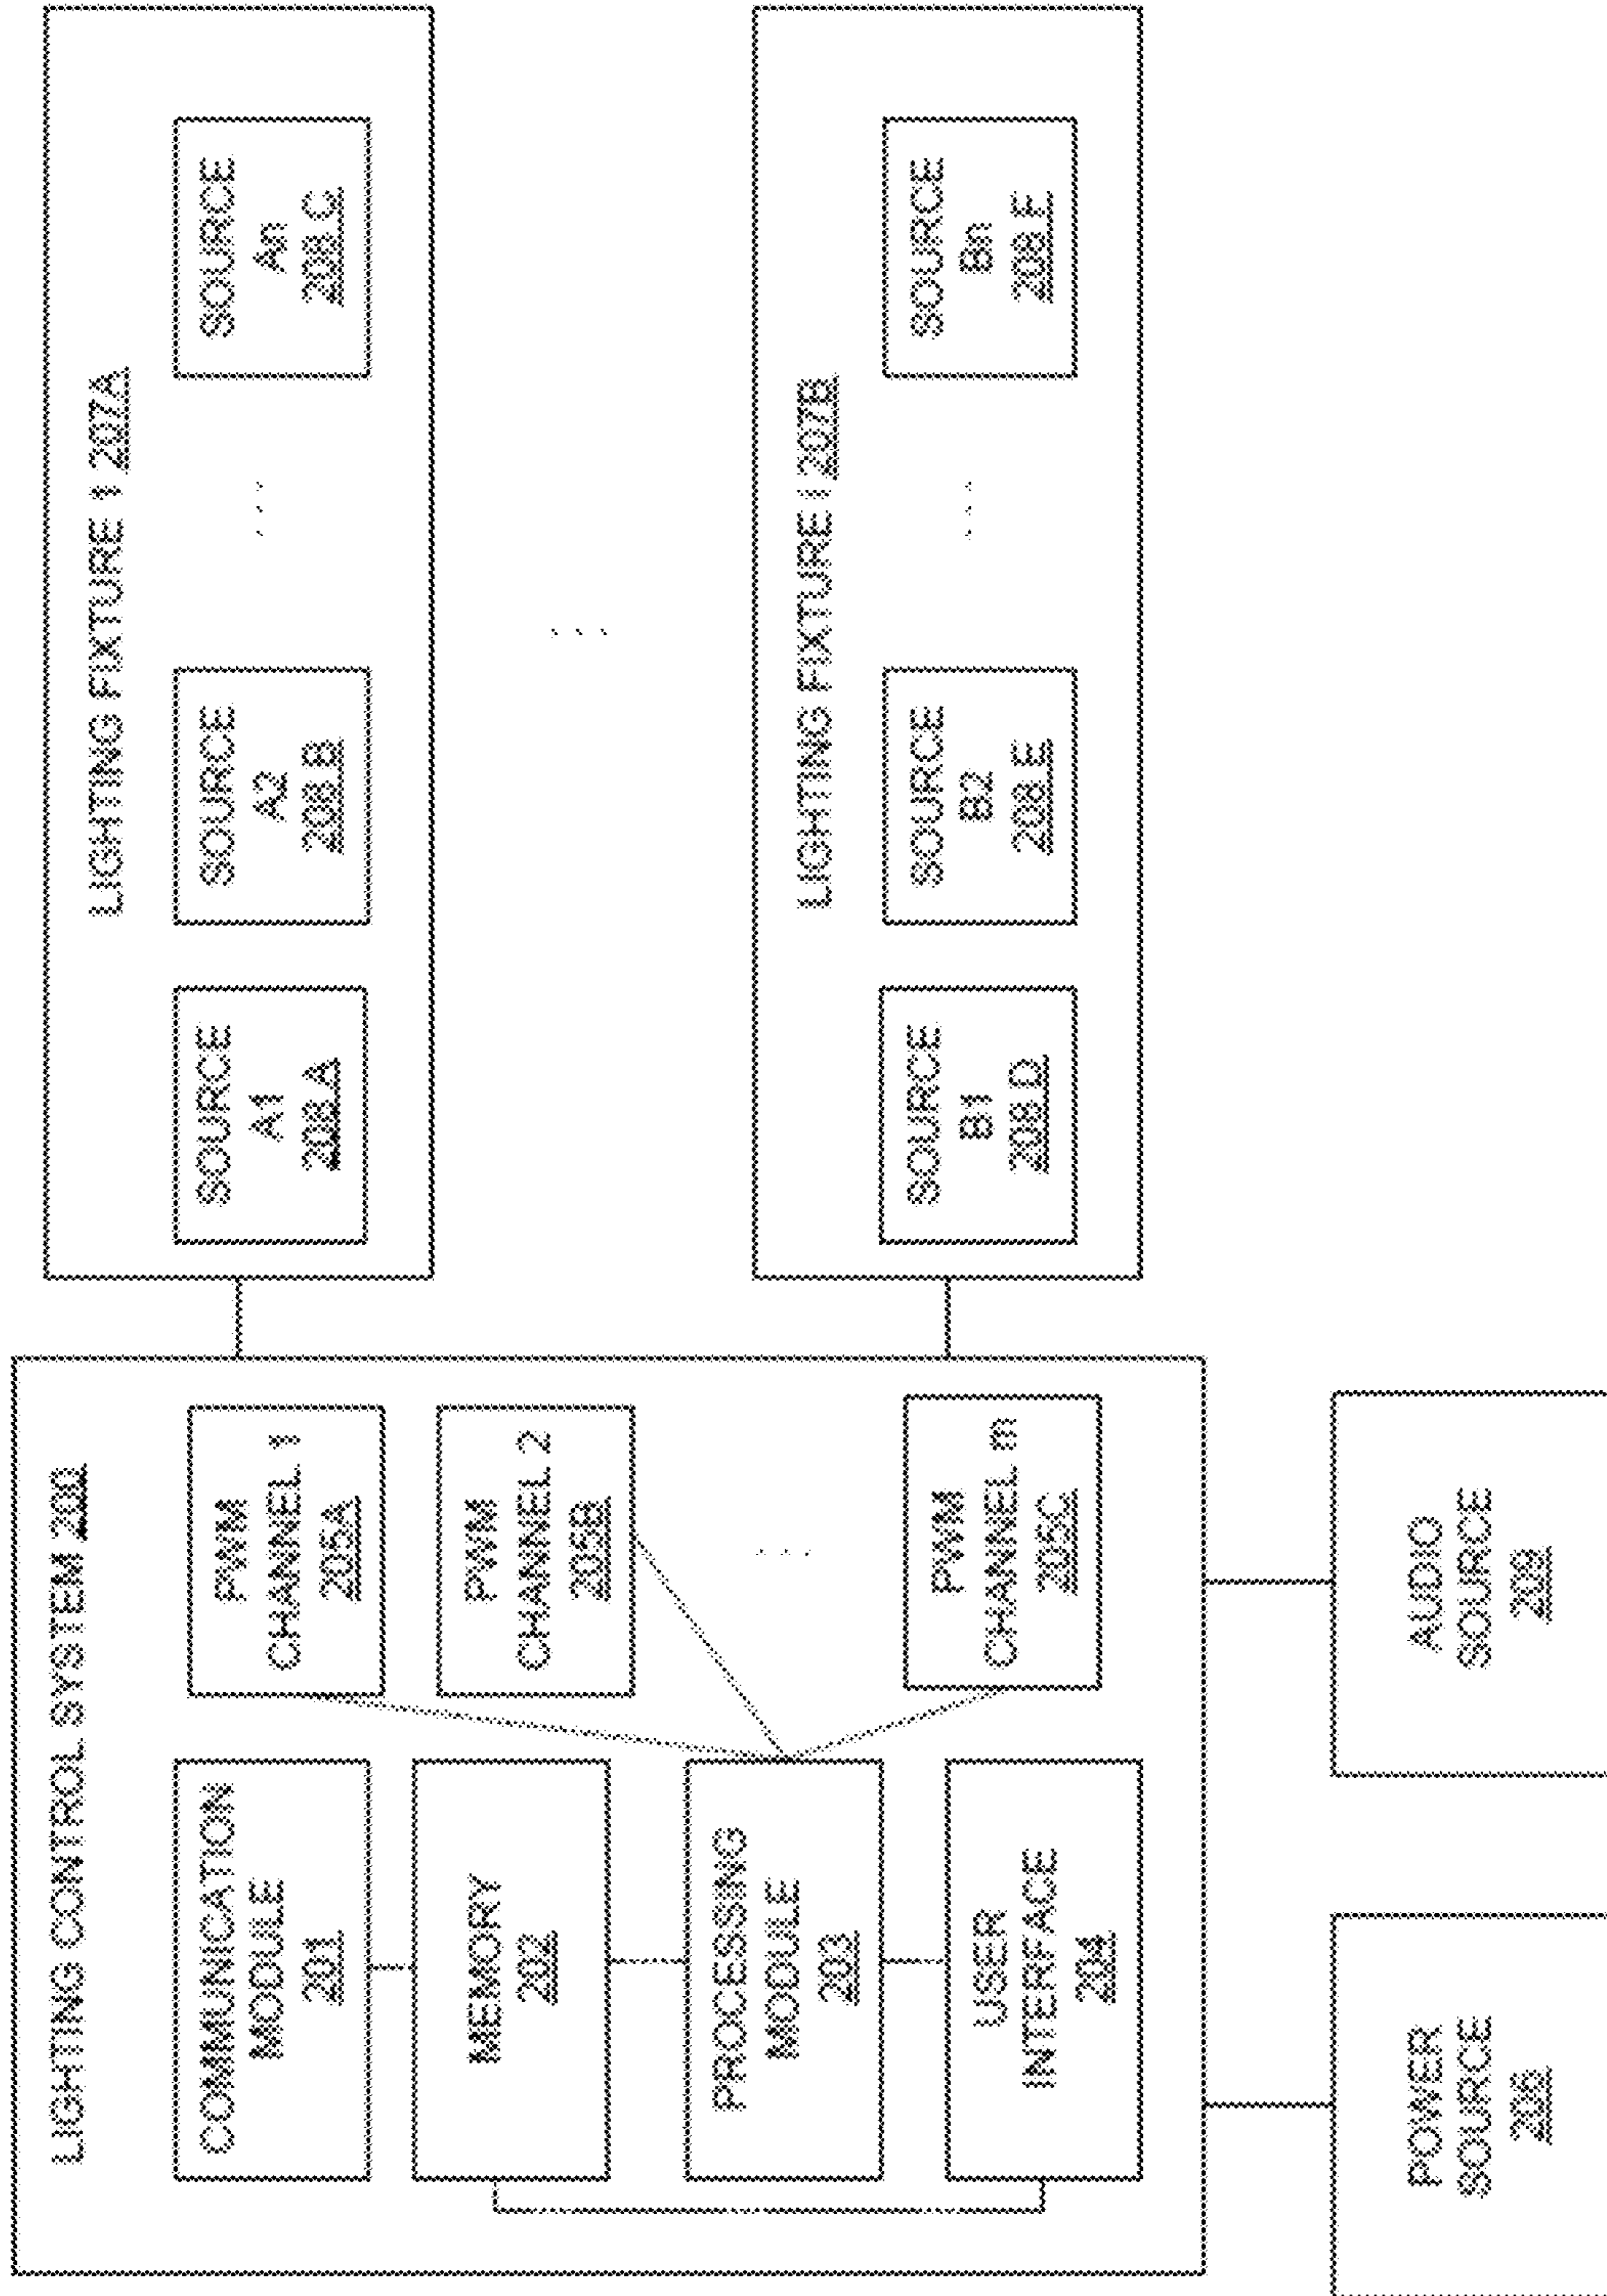 LIGHTING CONTROL SYSTEM 200
COMMUNICATION
MODULE
201
MEMORY
202
PROCESSING
MODULE
203
USER
INTERFACE
204
PWM
CHANNEL 1
205A
PWM
CHANNEL 2
205B
. . .
PWM
CHANNEL m
205C
POWER
SOURCE
206
AUDIO
SOURCE
209
LIGHTING FIXTURE 1 207A
SOURCE
A1
208 A
SOURCE
A2
208 B
. . .
SOURCE
An
208 C
. . .
LIGHTING FIXTURE i 207B
SOURCE
B1
208 D
SOURCE
B2
208 E
. . .
SOURCE
Bn
208 F